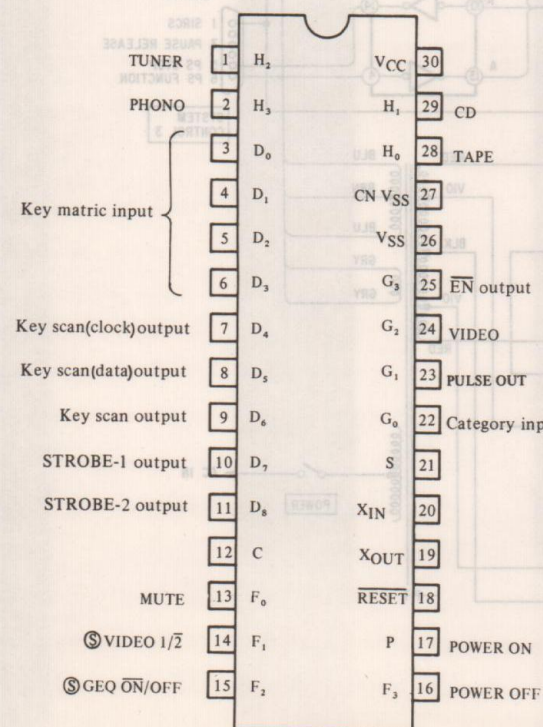 TUNER 1 H₂ VCC 30
PHONO 2 H₃ H₁ 29 CD
3 D₀ H₀ 28 TAPE
4 D₁ CN VSS 27
Key matric input
5 D₂ VSS 26
6 D₃ G₃ 25 EN output
Key scan(clock)output 7 D₄ G₂ 24 VIDEO
Key scan(data)output 8 D₅ G₁ 23 PULSE OUT
Key scan output 9 D₆ G₀ 22 Category inp
STROBE-1 output 10 D₇ S 21
STROBE-2 output 11 D₈ XIN 20
12 C XOUT 19
MUTE 13 F₀ RESET 18
Ⓢ VIDEO 1/2 14 F₁ P 17 POWER ON
Ⓢ GEQ ON/OFF 15 F₂ F₃ 16 POWER OFF